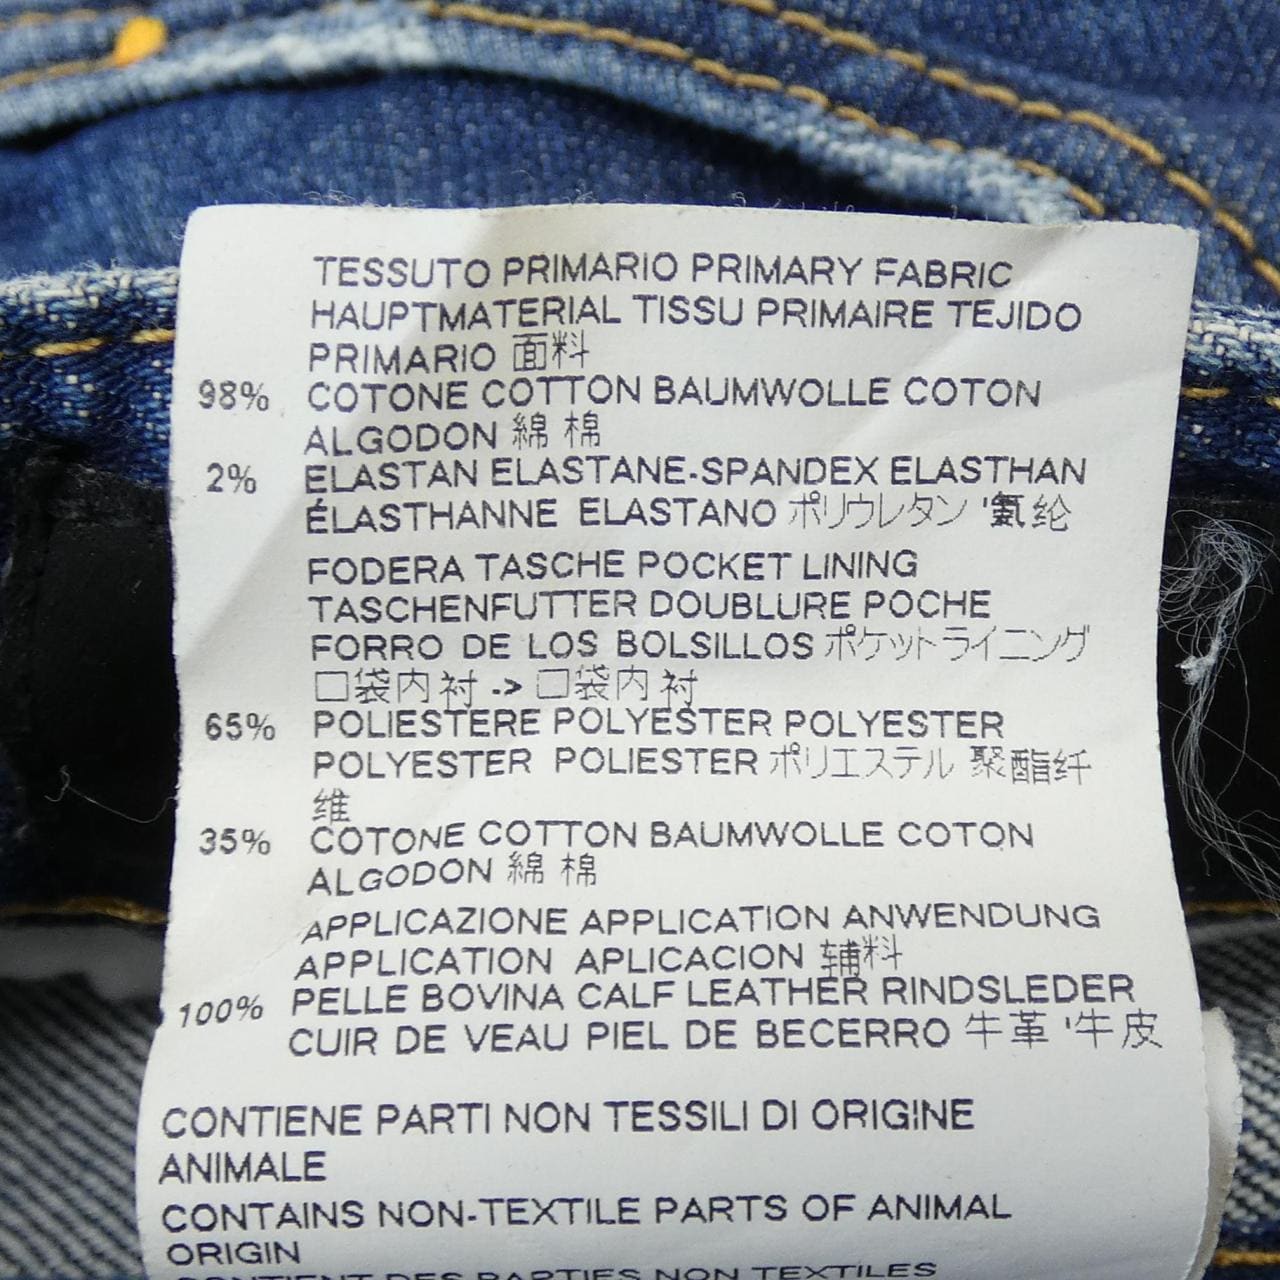 TESSUTO PRIMARIO PRIMARY FABRIC
HAUPTMATERIAL TISSU PRIMAIRE TEJIDO
PRIMARIO 面料
98% COTONE COTTON BAUMWOLLE COTON
ALGODON 綿 棉
2% ELASTAN ELASTANE-SPANDEX ELASTHAN
ÉLASTHANNE ELASTANO ポリウレタン '氨纶
FODERA TASCHE POCKET LINING
TASCHENFUTTER DOUBLURE POCHE
FORRO DE LOS BOLSILLOS ポケットライニング
口袋内衬 -> 口袋内衬
65% POLIESTERE POLYESTER POLYESTER
POLYESTER POLIESTER ポリエステル 聚酯纤
维
35% COTONE COTTON BAUMWOLLE COTON
ALGODON 綿 棉
APPLICAZIONE APPLICATION ANWENDUNG
APPLICATION APLICACION 辅料
100% PELLE BOVINA CALF LEATHER RINDSLEDER
CUIR DE VEAU PIEL DE BECERRO 牛革 '牛皮
CONTIENE PARTI NON TESSILI DI ORIGINE
ANIMALE
CONTAINS NON-TEXTILE PARTS OF ANIMAL
ORIGIN
CONTIENT DES PARTIES NON TEXTILES